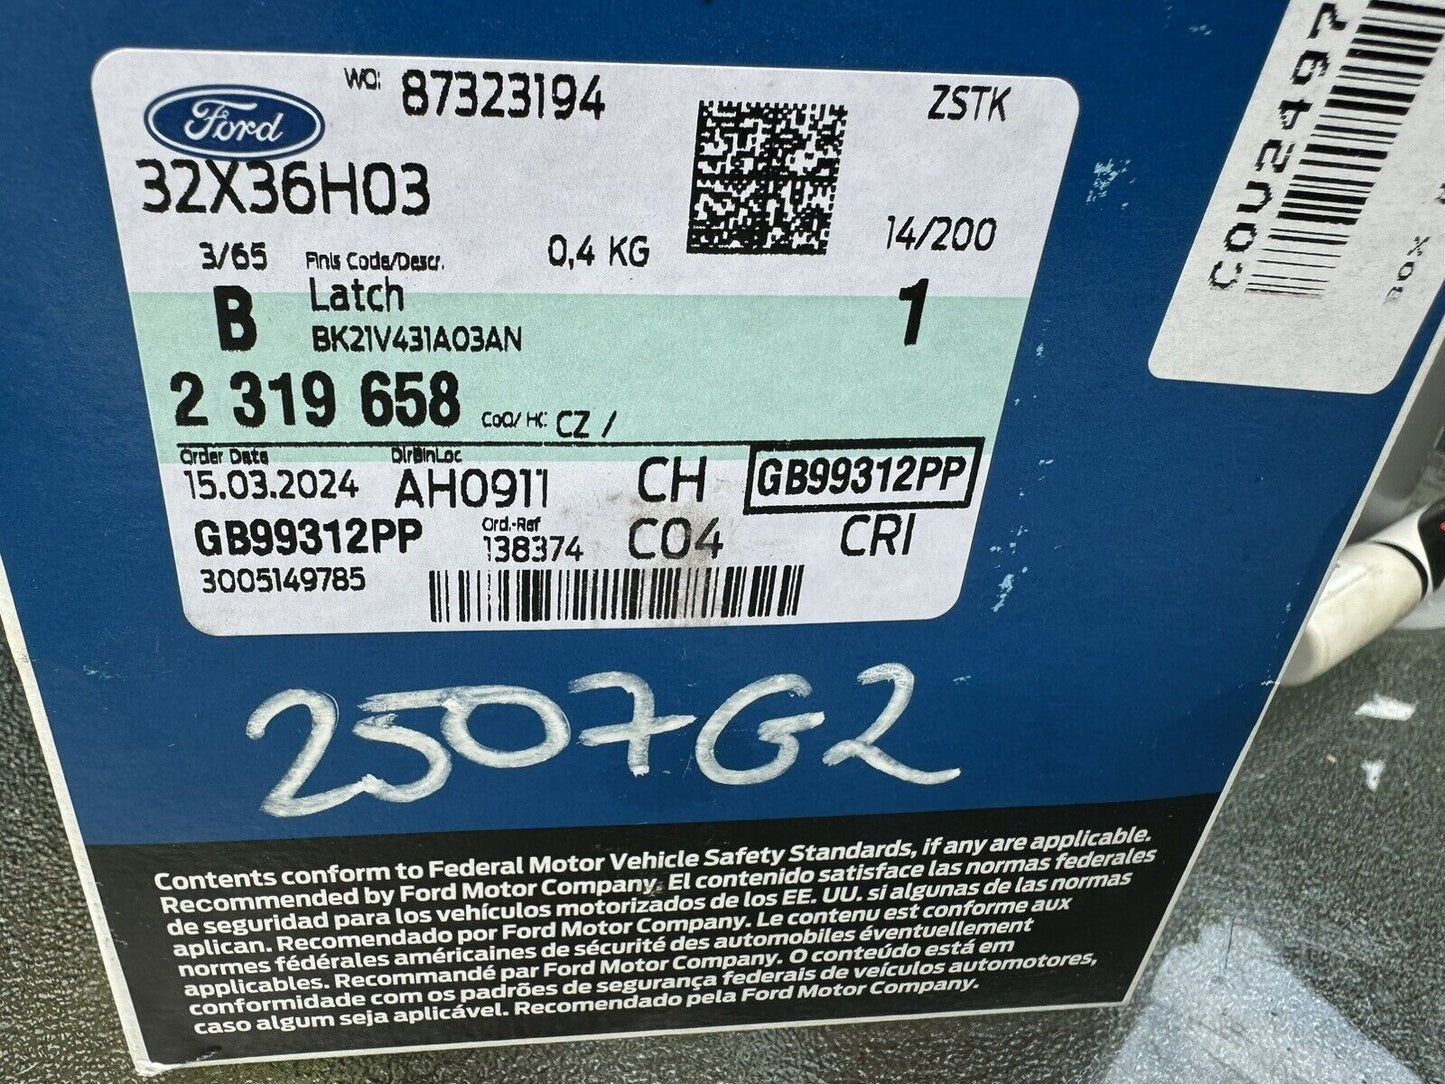 WO: 87323194
ZSTK
Ford
32X36H03
3/65
Finis Code/Descr.
0,4 KG
14/200
B
Latch
1
BK21V431A03AN
2 319 658
CoO/ HC: CZ /
Order Date
DlrBinLoc
15.03.2024
AH0911
CH
GB99312PP
GB99312PP
Ord.-Ref
138374
C04
CRI
3005149785
2507G2
Contents conform to Federal Motor Vehicle Safety Standards, if any are applicable.
Recommended by Ford Motor Company. El contenido satisface las normas federales
de seguridad para los vehículos motorizados de los EE. UU. si algunas de las normas
aplican. Recomendado por Ford Motor Company. Le contenu est conforme aux
normes fédérales américaines de sécurité des automobiles éventuellement
applicables. Recommandé par Ford Motor Company. O conteúdo está em
conformidade com os padrões de segurança federais de veículos automotores,
caso algum seja aplicável. Recomendado pela Ford Motor Company.